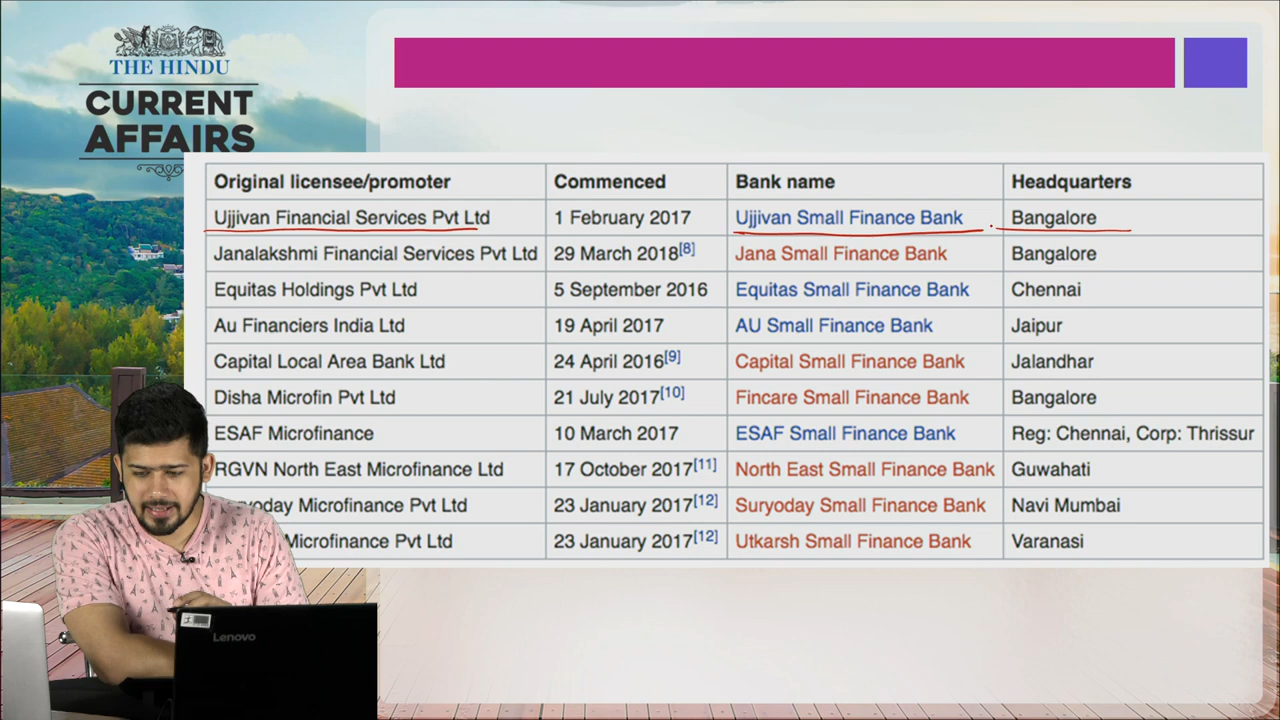 THE HINDU
CURRENT
AFFAIRS
Original licensee/promoter Commenced Bank name Headquarters
Ujjivan Financial Services Pvt Ltd 1 February 2017 Ujjivan Small Finance Bank Bangalore
Janalakshmi Financial Services Pvt Ltd 29 March 2018[8] Jana Small Finance Bank Bangalore
Equitas Holdings Pvt Ltd 5 September 2016 Equitas Small Finance Bank Chennai
Au Financiers India Ltd 19 April 2017 AU Small Finance Bank Jaipur
Capital Local Area Bank Ltd 24 April 2016[9] Capital Small Finance Bank Jalandhar
Disha Microfin Pvt Ltd 21 July 2017[10] Fincare Small Finance Bank Bangalore
ESAF Microfinance 10 March 2017 ESAF Small Finance Bank Reg: Chennai, Corp: Thrissur
RGVN North East Microfinance Ltd 17 October 2017[11] North East Small Finance Bank Guwahati
Suryoday Microfinance Pvt Ltd 23 January 2017[12] Suryoday Small Finance Bank Navi Mumbai
Microfinance Pvt Ltd 23 January 2017[12] Utkarsh Small Finance Bank Varanasi
Lenovo